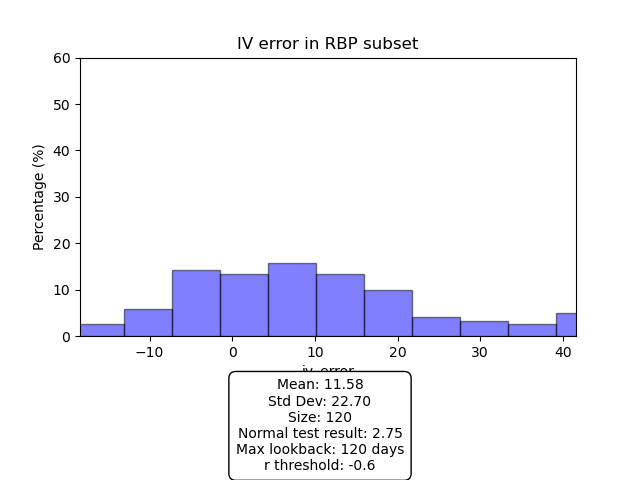 IV error in RBP subset
60
50
40
30
20
10
0
Percentage (%)
−10 0 10 20 30 40
iv_error
Mean: 11.58
Std Dev: 22.70
Size: 120
Normal test result: 2.75
Max lookback: 120 days
r threshold: -0.6